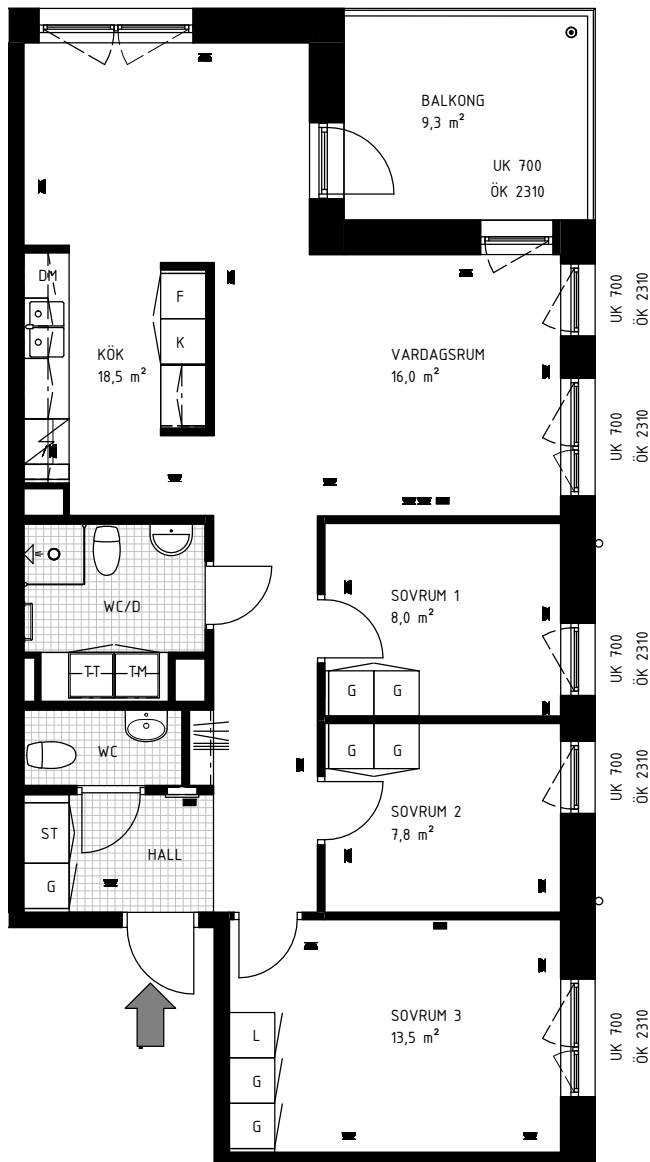 BALKONG
9,3 m²
UK 700
ÖK 2310
DM
F
K
KÖK
18,5 m²
VARDAGSRUM
16,0 m²
UK 700
ÖK 2310
UK 700
ÖK 2310
WC/D
SOVRUM 1
8,0 m²
UK 700
ÖK 2310
TT
TM
G
G
WC
G
G
UK 700
ÖK 2310
SOVRUM 2
7,8 m²
ST
HALL
G
SOVRUM 3
13,5 m²
L
G
G
UK 700
ÖK 2310